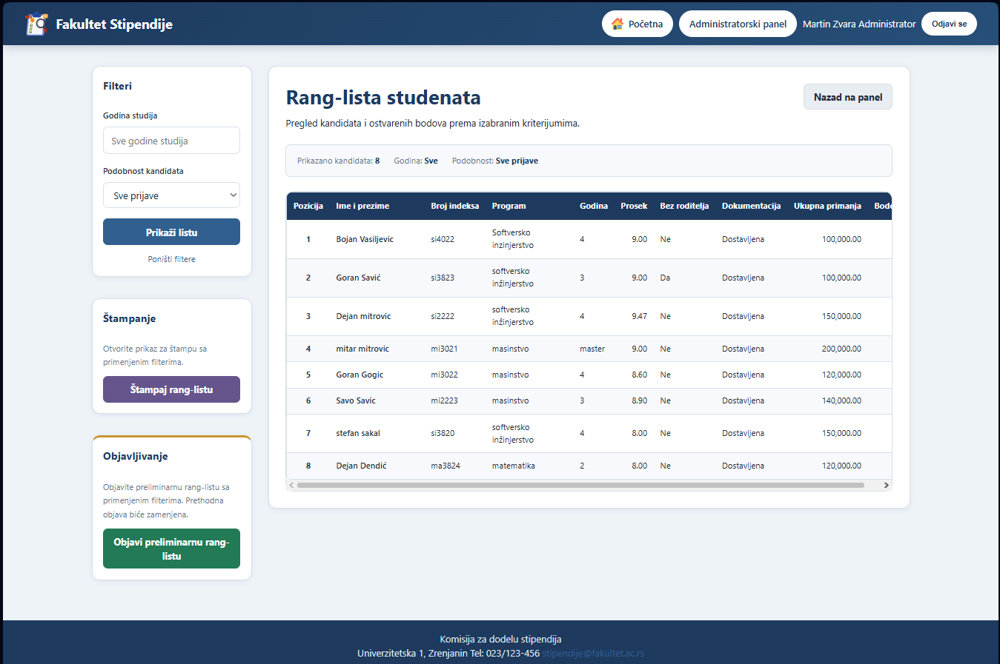 Fakultet Stipendije
Početna
Administratorski panel
Martin Zvara Administrator
Odjavi se
Filteri
Godina studija
Sve godine studija
Podobnost kandidata
Sve prijave
Prikaži listu
Poništi filtere
Štampanje
Otvorite prikaz za štampu sa
primenjenim filterima.
Štampaj rang-listu
Objavljivanje
Objavite preliminarnu rang-listu sa
primenjenim filterima. Prethodna
objava biće zamenjena.
Objavi preliminarnu rang-
listu
Rang-lista studenata
Nazad na panel
Pregled kandidata i ostvarenih bodova prema izabranim kriterijumima.
Prikazano kandidata: 8 Godina: Sve Podobnost: Sve prijave
Pozicija Ime i prezime Broj indeksa Program Godina Prosek Bez roditelja Dokumentacija Ukupna primanja
1 Bojan Vasiljevic si4022 Softversko inzinjerstvo 4 9.00 Ne Dostavljena 100,000.00
2 Goran Savić si3823 softversko inžinjerstvo 3 9.00 Da Dostavljena 100,000.00
3 Dejan mitrovic si2222 softversko inžinjerstvo 4 9.47 Ne Dostavljena 150,000.00
4 mitar mitrovic mi3021 masinstvo master 9.00 Ne Dostavljena 200,000.00
5 Goran Gogic mi3022 masinstvo 4 8.60 Ne Dostavljena 120,000.00
6 Savo Savic mi2223 masinstvo 3 8.90 Ne Dostavljena 140,000.00
7 stefan sakal si3820 softversko inžinjerstvo 4 8.00 Ne Dostavljena 150,000.00
8 Dejan Dendić ma3824 matematika 2 8.00 Ne Dostavljena 120,000.00
Komisija za dodelu stipendija
Univerzitetska 1, Zrenjanin Tel: 023/123-456 stipendije@fakultet.ac.rs